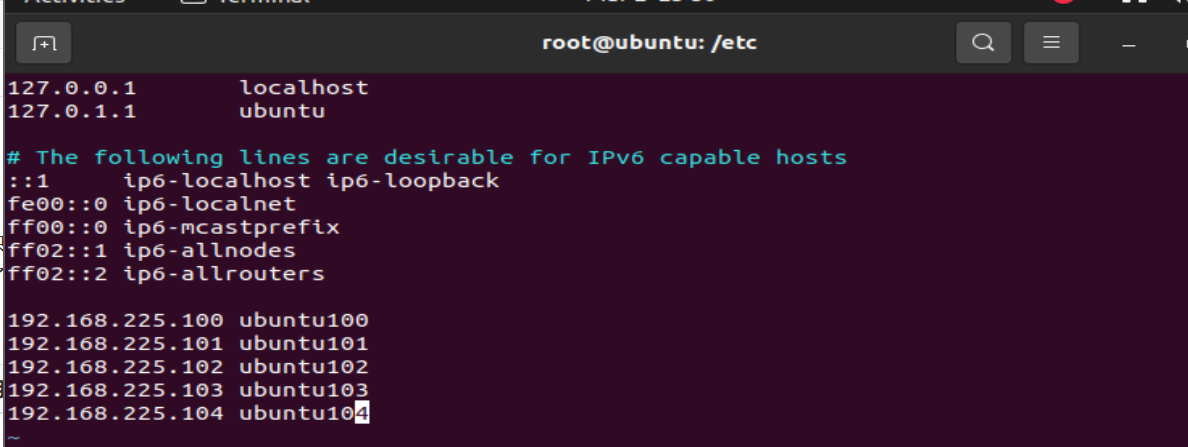 root@ubuntu: /etc
127.0.0.1 localhost
127.0.1.1 ubuntu
# The following lines are desirable for IPv6 capable hosts
::1 ip6-localhost ip6-loopback
fe00::0 ip6-localnet
ff00::0 ip6-mcastprefix
ff02::1 ip6-allnodes
ff02::2 ip6-allrouters
192.168.225.100 ubuntu100
192.168.225.101 ubuntu101
192.168.225.102 ubuntu102
192.168.225.103 ubuntu103
192.168.225.104 ubuntu104
~